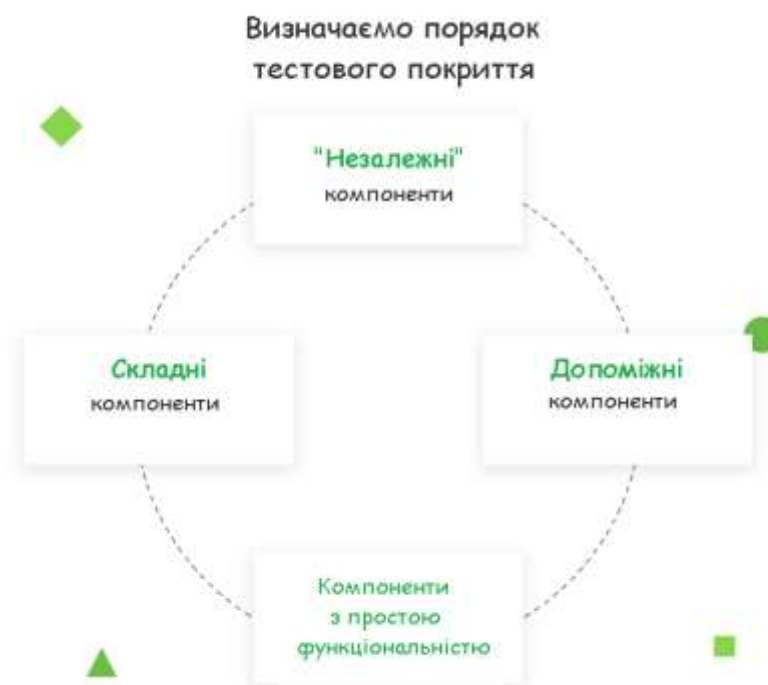 Визначаємо порядок
тестового покриття
"Незалежні"
компоненти
Складні
компоненти
Допоміжні
компоненти
Компоненти
з простою
функціональністю